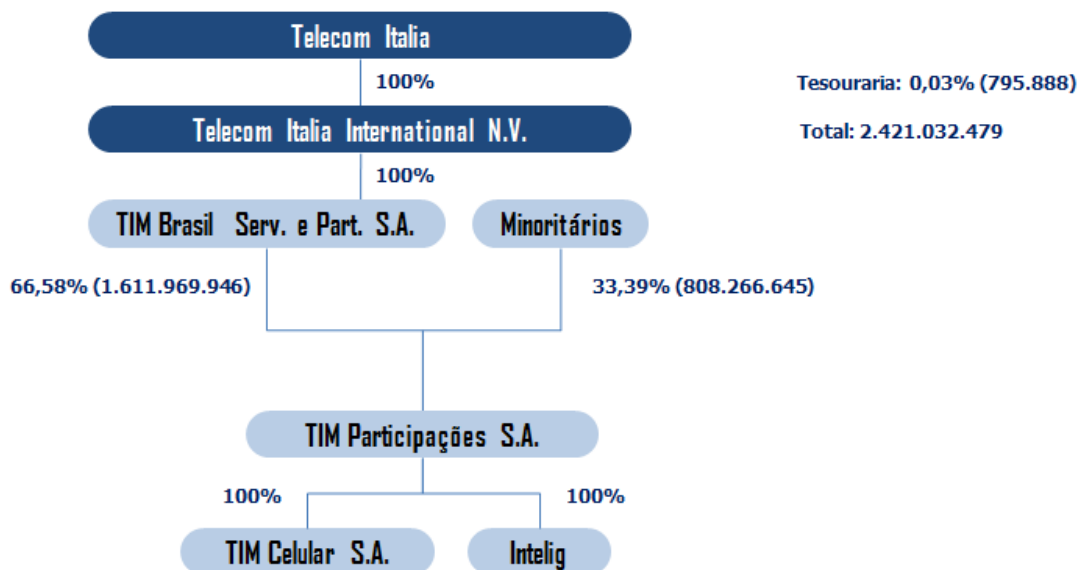 Telecom Italia
100%
Tesouraria: 0,03% (795.888)
Telecom Italia International N.V.
Total: 2.421.032.479
100%
TIM Brasil Serv. e Part. S.A.
Minoritários
66,58% (1.611.969.946)
33,39% (808.266.645)
TIM Participações S.A.
100%
100%
TIM Celular S.A.
Intelig